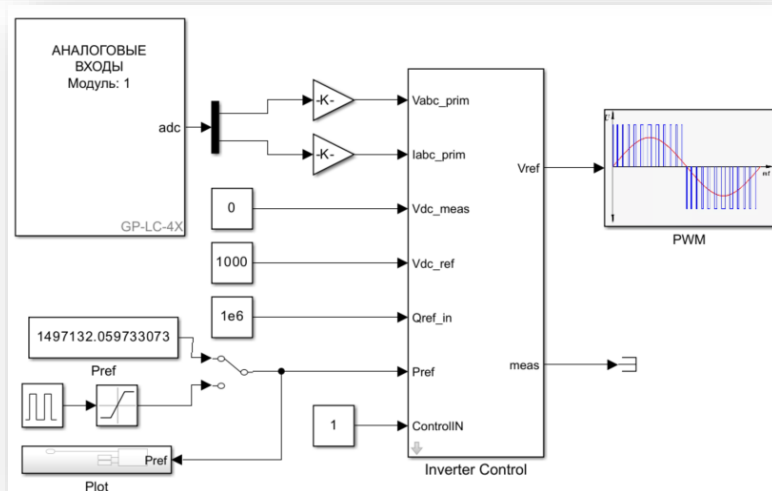 АНАЛОГОВЫЕ
ВХОДЫ
Модуль: 1
adc
GP-LC-4X
-K-
-K-
0
1000
1e6
1497132.059733073
Pref
1
Pref
Plot
Vabc_prim
Iabc_prim
Vdc_meas
Vdc_ref
Qref_in
Pref
ControlIN
Vref
meas
Inverter Control
PWM